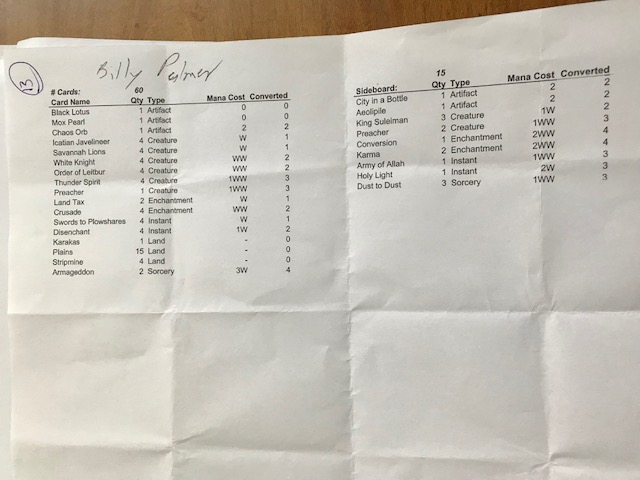 13
Billy Palmer
# Cards: 60
Card Name Qty Type Mana Cost Converted
Black Lotus 1 Artifact 0 0
Mox Pearl 1 Artifact 0 0
Chaos Orb 1 Artifact 2 2
Icatian Javelineer 4 Creature W 1
Savannah Lions 4 Creature W 1
White Knight 4 Creature WW 2
Order of Leitbur 4 Creature WW 2
Thunder Spirit 4 Creature 1WW 3
Preacher 1 Creature 1WW 3
Land Tax 2 Enchantment W 1
Crusade 4 Enchantment WW 2
Swords to Plowshares 4 Instant W 1
Disenchant 4 Instant 1W 2
Karakas 1 Land - 0
Plains 15 Land - 0
Stripmine 4 Land - 0
Armageddon 2 Sorcery 3W 4
Sideboard: 15
Qty Type Mana Cost Converted
City in a Bottle 1 Artifact 2 2
Aeolipile 1 Artifact 2 2
King Suleiman 3 Creature 1W 2
Preacher 2 Creature 1WW 3
Conversion 1 Enchantment 2WW 4
Karma 2 Enchantment 2WW 4
Army of Allah 1 Instant 1WW 3
Holy Light 1 Instant 2W 3
Dust to Dust 3 Sorcery 1WW 3